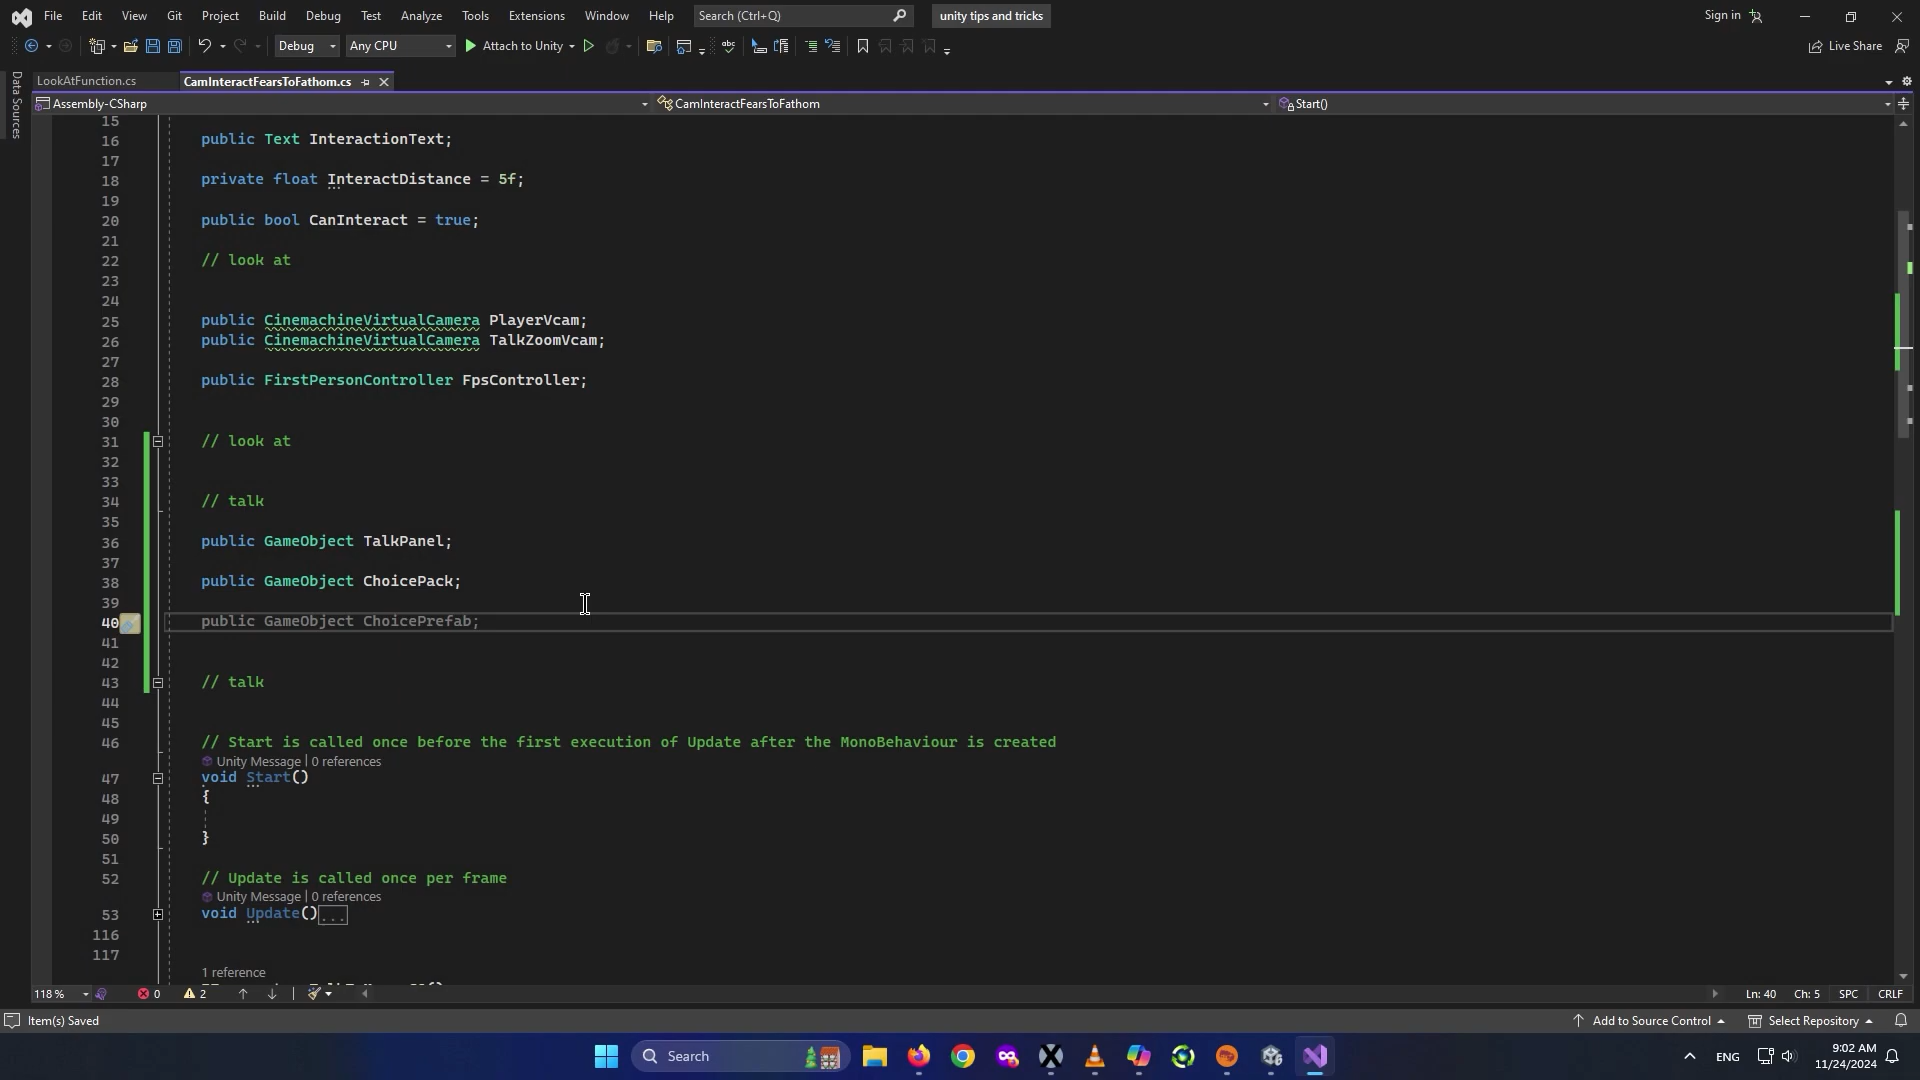 File Edit View Git Project Build Debug Test Analyze Tools Extensions Window Help Search (Ctrl+Q) unity tips and tricks Sign in
Debug Any CPU Attach to Unity Live Share
Data Sources
LookAtFunction.cs CamInteractFearsToFathom.cs
Assembly-CSharp CamInteractFearsToFathom Start()
15
16 public Text InteractionText;
17
18 private float InteractDistance = 5f;
19
20 public bool CanInteract = true;
21
22 // look at
23
24
25 public CinemachineVirtualCamera PlayerVcam;
26 public CinemachineVirtualCamera TalkZoomVcam;
27
28 public FirstPersonController FpsController;
29
30
31 // look at
32
33
34 // talk
35
36 public GameObject TalkPanel;
37
38 public GameObject ChoicePack;
39
40 public GameObject ChoicePrefab;
41
42
43 // talk
44
45
46 // Start is called once before the first execution of Update after the MonoBehaviour is created
Unity Message | 0 references
47 void Start()
48 {
49
50 }
51
52 // Update is called once per frame
Unity Message | 0 references
53 void Update()...
116
117
1 reference
118 % 0 2 Ln: 40 Ch: 5 SPC CRLF
Item(s) Saved Add to Source Control Select Repository
Search ENG 9:02 AM
11/24/2024